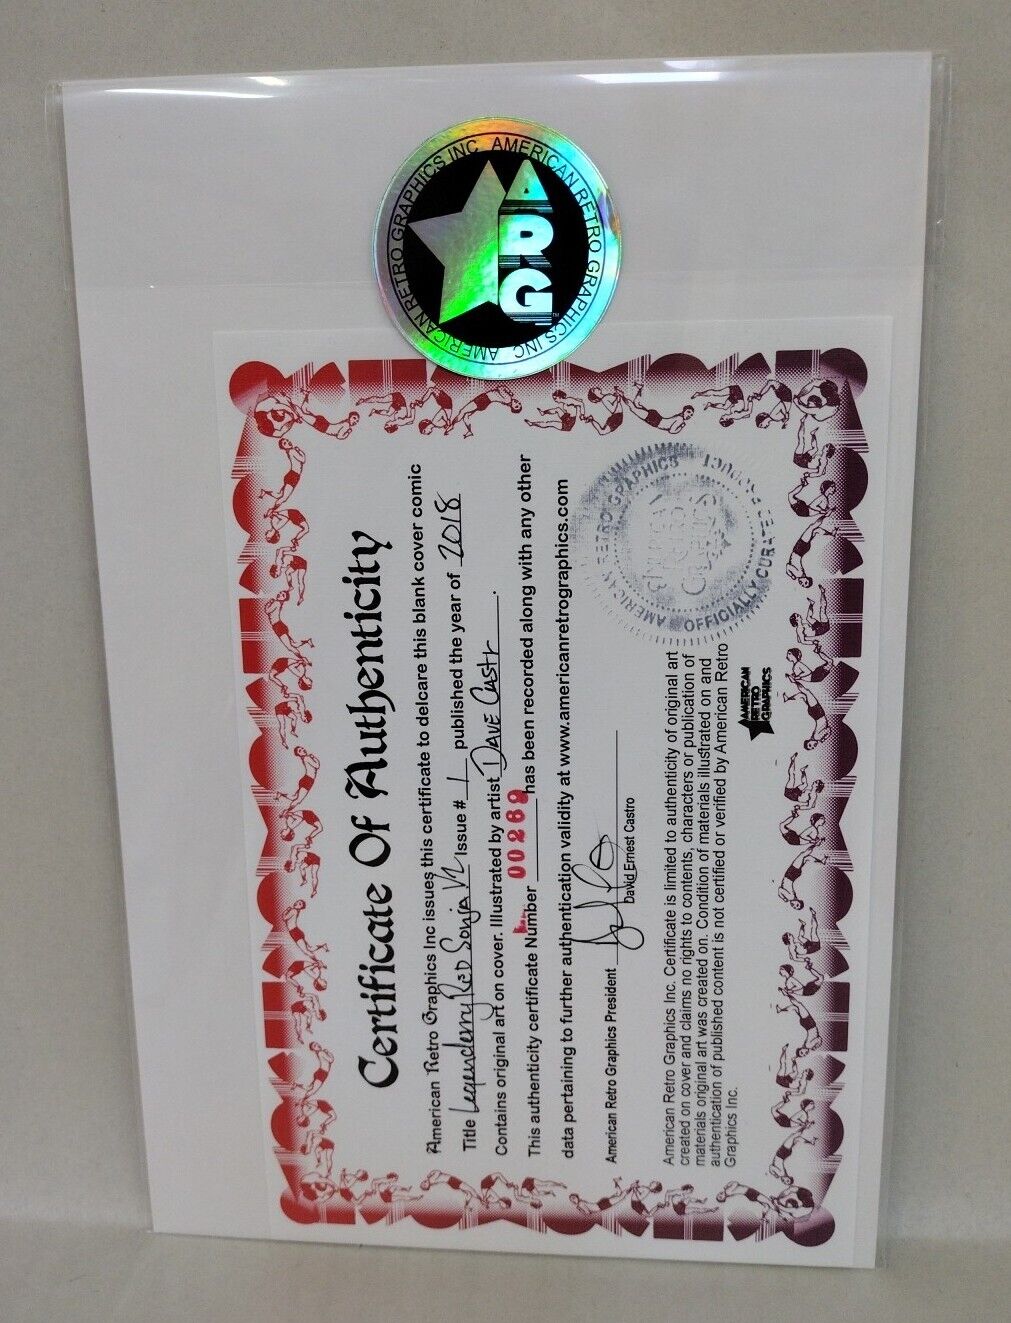 AMERICAN RETRO GRAPHICS INC AMERICAN RETRO GRAPHICS INC
ARG
Certificate Of Authenticity
American Retro Graphics Inc issues this certificate to delcare this blank cover comic
Title Legenderry Red Sonja V2 issue # 1 published the year of 2018
Contains original art on cover. Illustrated by artist Dave Castr.
This authenticity certificate Number 00269 has been recorded along with any other
data pertaining to further authentication validity at www.americanretrographics.com
American Retro Graphics President
David Ernest Castro
AMERICAN RETRO GRAPHICS
OFFICIALLY CURATED PRODUCT
American Retro Graphics Inc. Certificate is limited to authenticity of original art
created on cover and claims no rights to contents, characters or publication of
materials original art was created on. Condition of materials illustrated on and
authentication of published content is not certified or verified by American Retro
Graphics Inc.
AMERICAN
RETRO
GRAPHICS